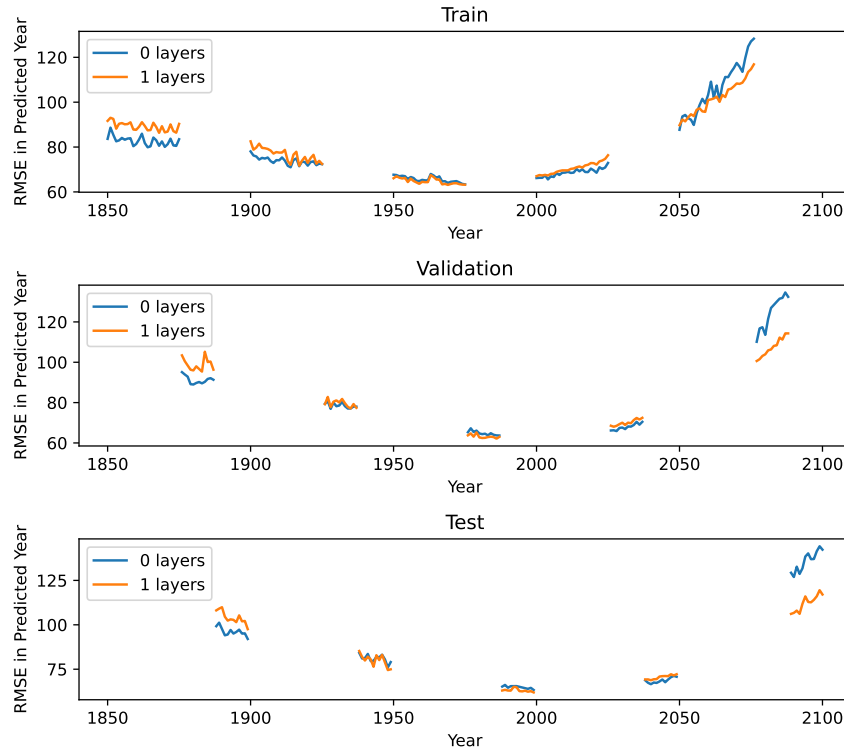 Train
RMSE in Predicted Year
0 layers
1 layers
120
100
80
60
1850 1900 1950 2000 2050 2100
Year
Validation
RMSE in Predicted Year
0 layers
1 layers
120
100
80
60
1850 1900 1950 2000 2050 2100
Year
Test
RMSE in Predicted Year
0 layers
1 layers
125
100
75
1850 1900 1950 2000 2050 2100
Year